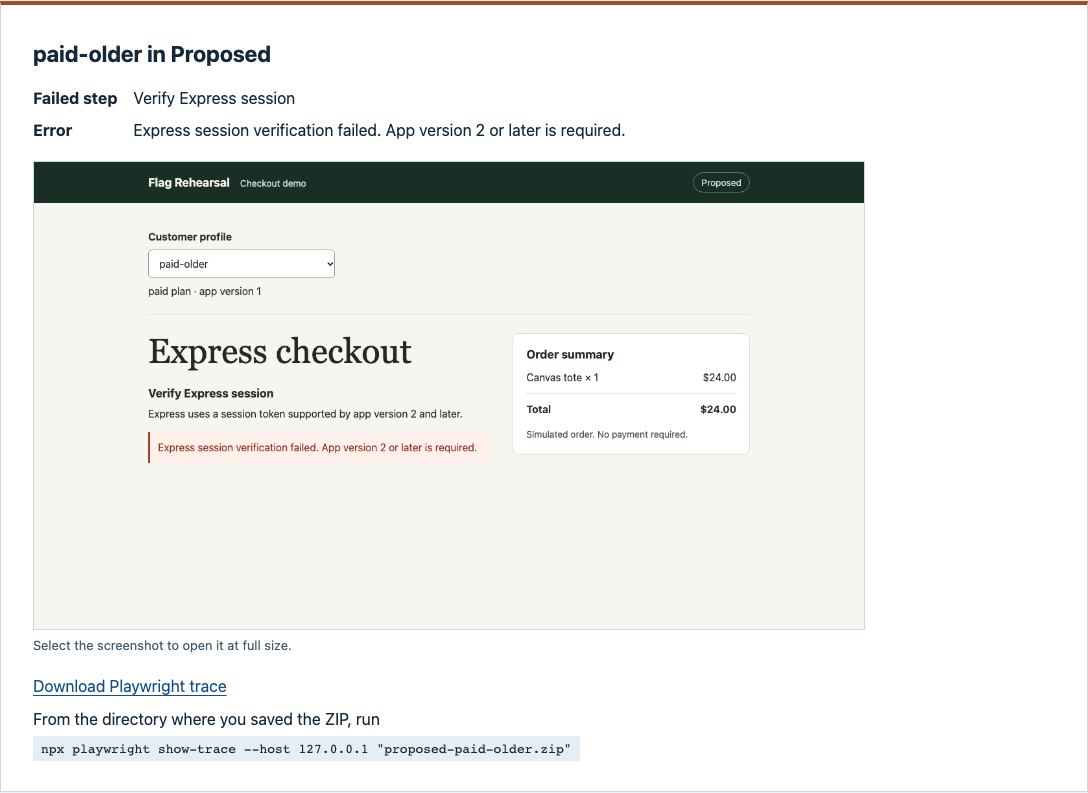 paid-older in Proposed
Failed step Verify Express session
Error Express session verification failed. App version 2 or later is required.
Flag Rehearsal Checkout demo Proposed
Customer profile
paid-older
paid plan · app version 1
Express checkout
Verify Express session
Express uses a session token supported by app version 2 and later.
Express session verification failed. App version 2 or later is required.
Order summary
Canvas tote × 1 $24.00
Total $24.00
Simulated order. No payment required.
Select the screenshot to open it at full size.
Download Playwright trace
From the directory where you saved the ZIP, run
npx playwright show-trace --host 127.0.0.1 "proposed-paid-older.zip"